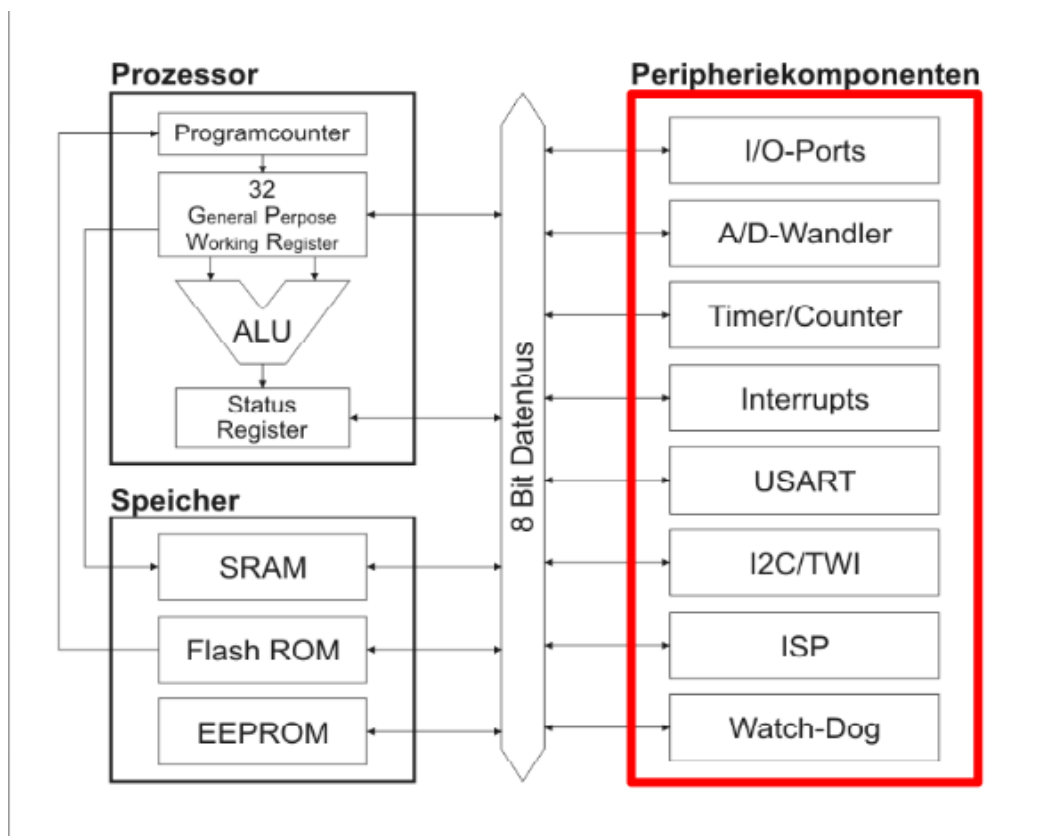 Prozessor
Programcounter
32
General Perpose
Working Register
ALU
Status
Register
Speicher
SRAM
Flash ROM
EEPROM
8 Bit Datenbus
Peripheriekomponenten
I/O-Ports
A/D-Wandler
Timer/Counter
Interrupts
USART
I2C/TWI
ISP
Watch-Dog